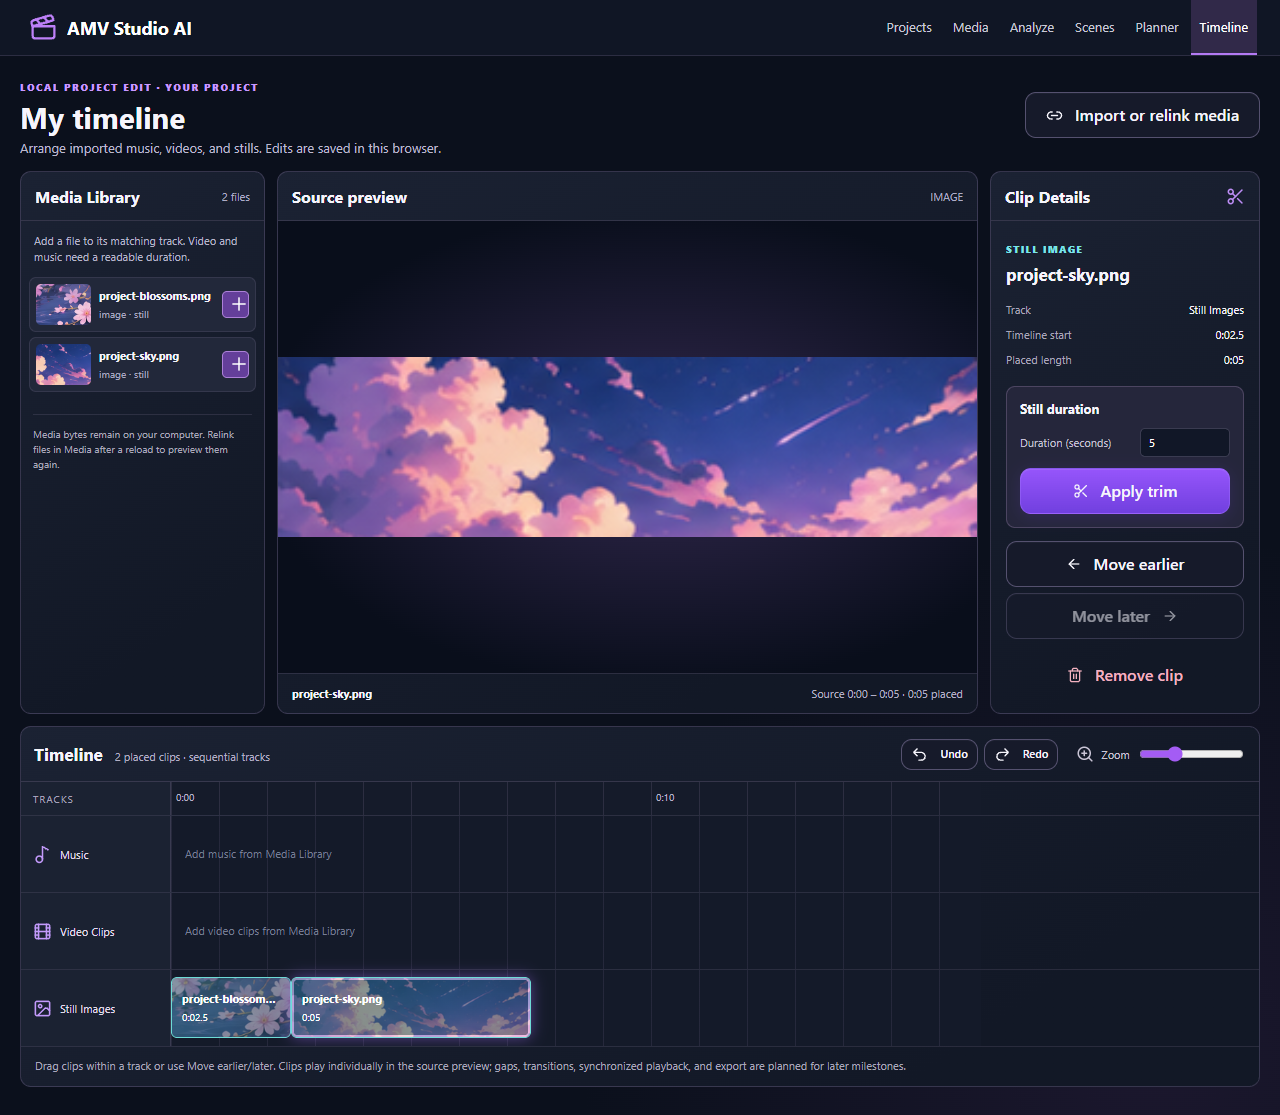 AMV Studio AI
Projects
Media
Analyze
Scenes
Planner
Timeline
LOCAL PROJECT EDIT • YOUR PROJECT
My timeline
Arrange imported music, videos, and stills. Edits are saved in this browser.
Import or relink media
Media Library
2 files
Add a file to its matching track. Video and
music need a readable duration.
project-blossoms.png
image · still
project-sky.png
image · still
Media bytes remain on your computer. Relink
files in Media after a reload to preview them
again.
Source preview
IMAGE
project-sky.png
Source 0:00 – 0:05 · 0:05 placed
Clip Details
STILL IMAGE
project-sky.png
Track
Still Images
Timeline start
0:02.5
Placed length
0:05
Still duration
Duration (seconds)
5
Apply trim
Move earlier
Move later
Remove clip
Timeline
2 placed clips · sequential tracks
Undo
Redo
Zoom
TRACKS
0:00
0:10
Music
Add music from Media Library
Video Clips
Add video clips from Media Library
Still Images
project-blossom...
0:02.5
project-sky.png
0:05
Drag clips within a track or use Move earlier/later. Clips play individually in the source preview; gaps, transitions, synchronized playback, and export are planned for later milestones.